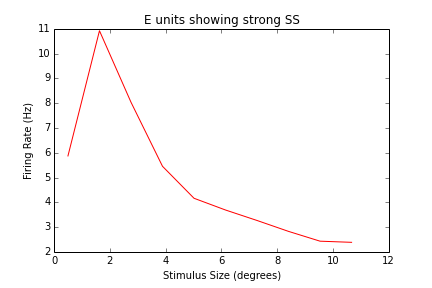 E units showing strong SS
11
10
9
8
7
6
5
4
3
2
Firing Rate (Hz)
0 2 4 6 8 10 12
Stimulus Size (degrees)